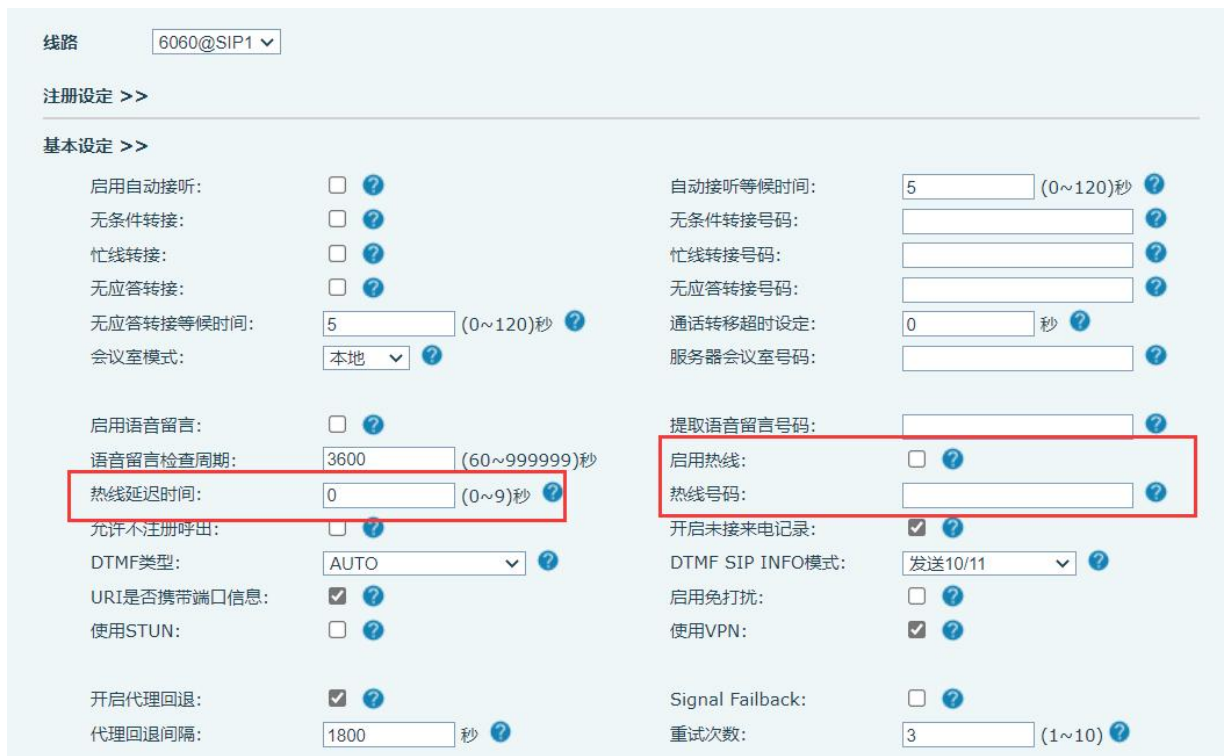 线路 6060@SIP1
注册设定 >>
基本设定 >>
启用自动接听: ? 自动接听等候时间: 5 (0~120)秒 ?
无条件转接: ? 无条件转接号码: ?
忙线转接: ? 忙线转接号码: ?
无应答转接: ? 无应答转接号码: ?
无应答转接等候时间: 5 (0~120)秒 ? 通话转移超时设定: 0 秒 ?
会议室模式: 本地 ? 服务器会议室号码: ?
启用语音留言: ? 提取语音留言号码: ?
语音留言检查周期: 3600 (60~999999)秒 启用热线: ?
热线延迟时间: 0 (0~9)秒 ? 热线号码: ?
允许不注册呼出: ? 开启未接来电记录: ?
DTMF类型: AUTO ? DTMF SIP INFO模式: 发送10/11 ?
URI是否携带端口信息: ? 启用免打扰: ?
使用STUN: ? 使用VPN: ?
开启代理回退: ? Signal Failback: ?
代理回退间隔: 1800 秒 ? 重试次数: 3 (1~10) ?